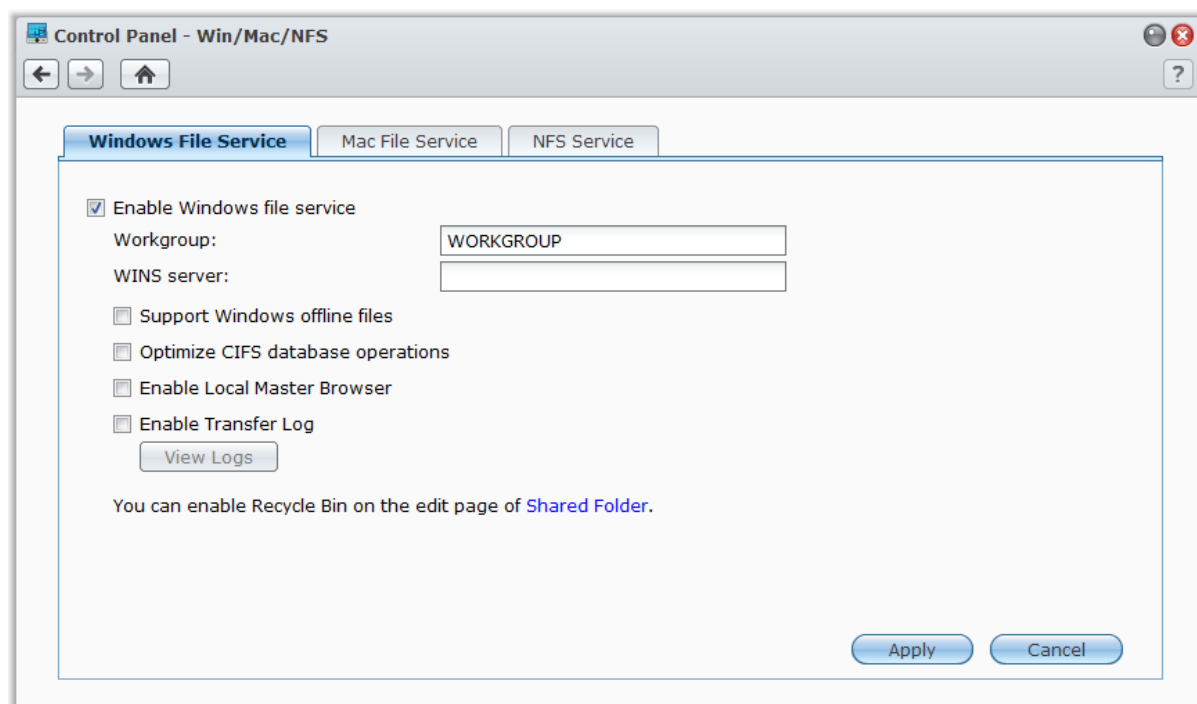 Control Panel - Win/Mac/NFS
?
Windows File Service Mac File Service NFS Service
Enable Windows file service
Workgroup: WORKGROUP
WINS server:
Support Windows offline files
Optimize CIFS database operations
Enable Local Master Browser
Enable Transfer Log
View Logs
You can enable Recycle Bin on the edit page of Shared Folder.
Apply Cancel